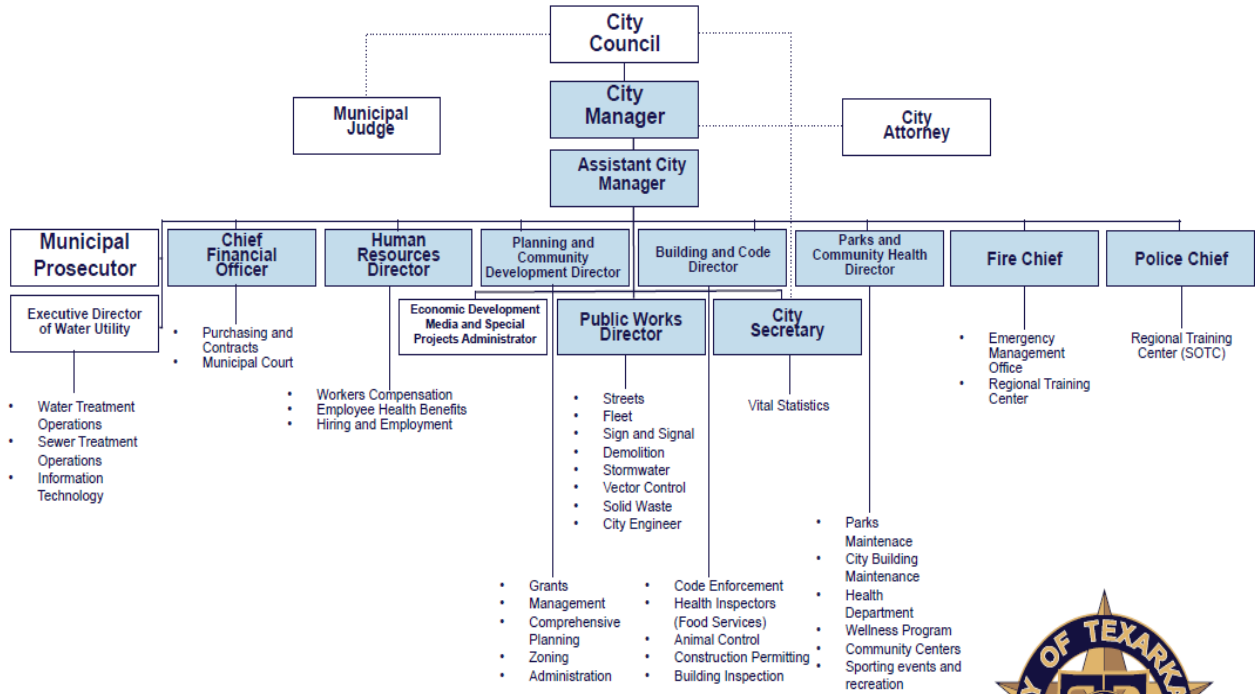 City
Council
City
Manager
Municipal
Judge
City
Attorney
Assistant City
Manager
Municipal
Prosecutor
Chief
Financial
Officer
Human
Resources
Director
Planning and
Community
Development Director
Building and Code
Director
Parks and
Community Health
Director
Fire Chief
Police Chief
Executive Director
of Water Utility
Economic Development
Media and Special
Projects Administrator
Public Works
Director
City
Secretary
• Purchasing and
Contracts
• Municipal Court
• Emergency
Management
Office
• Regional Training
Center
Regional Training
Center (SOTC)
• Water Treatment
Operations
• Sewer Treatment
Operations
• Information
Technology
• Workers Compensation
• Employee Health Benefits
• Hiring and Employment
• Streets
• Fleet
• Sign and Signal
• Demolition
• Stormwater
• Vector Control
• Solid Waste
• City Engineer
Vital Statistics
• Grants
• Management
• Comprehensive
Planning
• Zoning
• Administration
• Code Enforcement
• Health Inspectors
(Food Services)
• Animal Control
• Construction Permitting
• Building Inspection
• Parks
Maintenace
• City Building
Maintenance
• Health
Department
• Wellness Program
• Community Centers
• Sporting events and
recreation
OF TEXARK